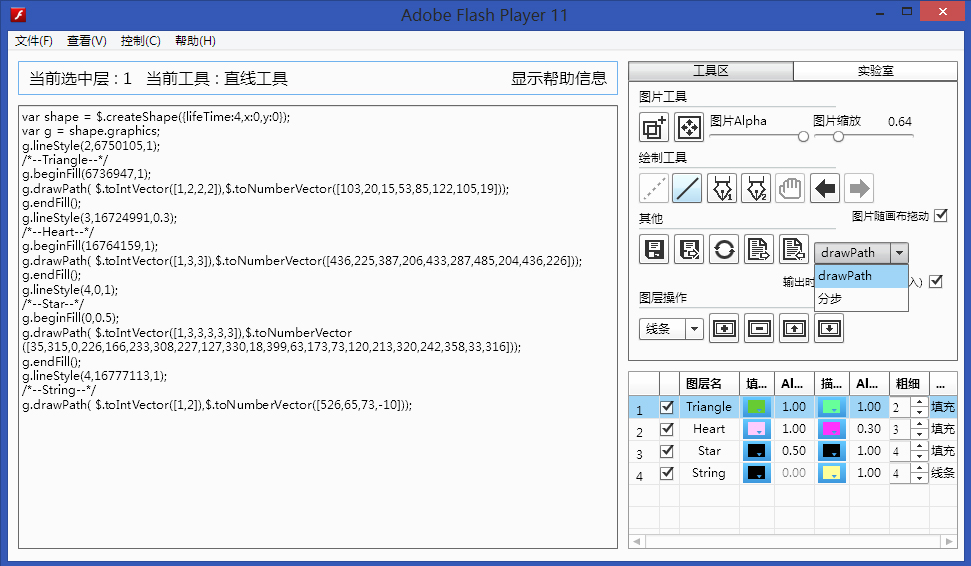 Adobe Flash Player 11
文件(F) 查看(V) 控制(C) 帮助(H)
当前选中层 : 1 当前工具 : 直线工具 显示帮助信息
var shape = $.createShape({lifeTime:4,x:0,y:0});
var g = shape.graphics;
g.lineStyle(2,6750105,1);
/*--Triangle--*/
g.beginFill(6736947,1);
g.drawPath( $.toIntVector([1,2,2,2]),$.toNumberVector([103,20,15,53,85,122,105,19]));
g.endFill();
g.lineStyle(3,16724991,0.3);
/*--Heart--*/
g.beginFill(16764159,1);
g.drawPath( $.toIntVector([1,3,3]),$.toNumberVector([436,225,387,206,433,287,485,204,436,226]));
g.endFill();
g.lineStyle(4,0,1);
/*--Star--*/
g.beginFill(0,0.5);
g.drawPath( $.toIntVector([1,3,3,3,3,3]),$.toNumberVector
([35,315,0,226,166,233,308,227,127,330,18,399,63,173,73,120,213,320,242,358,33,316]));
g.endFill();
g.lineStyle(4,16777113,1);
/*--String--*/
g.drawPath( $.toIntVector([1,2]),$.toNumberVector([526,65,73,-10]));
工具区 实验室
图片工具
图片Alpha 图片缩放 0.64
绘制工具
1 2
其他 图片随画布拖动
drawPath
输出时 入)
drawPath
分步
图层操作
线条
图层名 填... Al... 描... Al... 粗细 ...
1 Triangle 1.00 1.00 2 填充
2 Heart 1.00 0.30 3 填充
3 Star 0.50 1.00 4 填充
4 String 0.00 1.00 4 线条